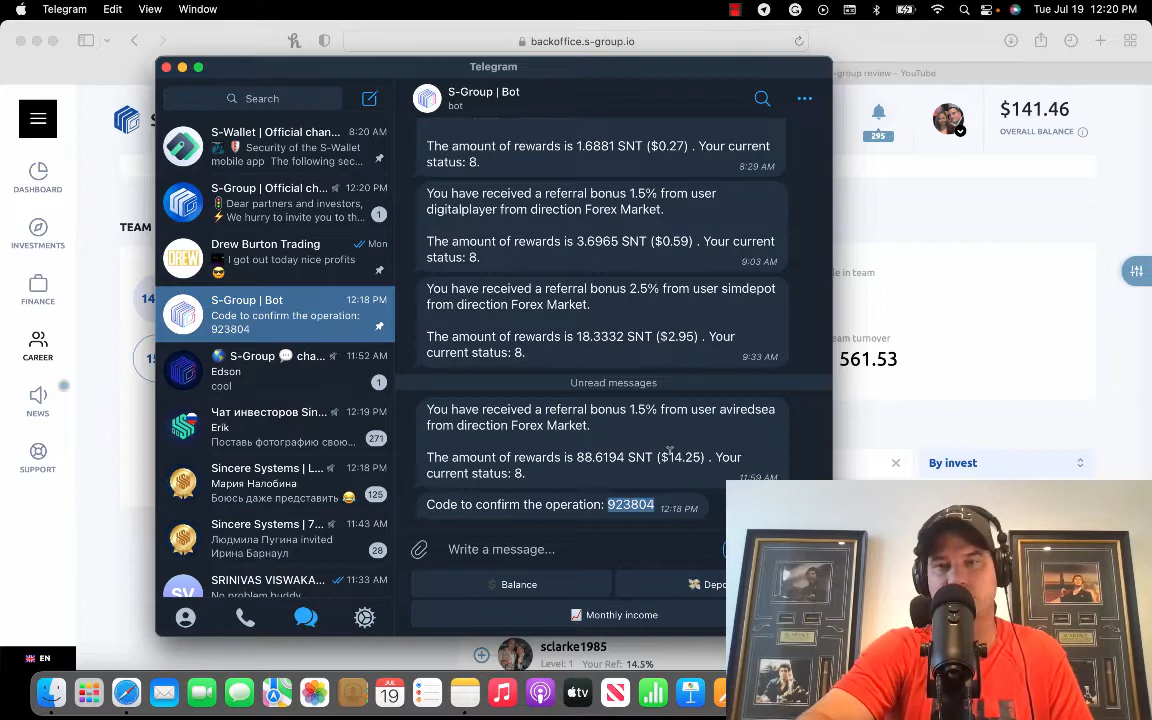 Telegram Edit View Window Help Tue Jul 19 12:20 PM
backoffice.s-group.io
-group review - YouTube
Telegram
Search
S-Group | Bot
bot
DASHBOARD
INVESTMENTS
FINANCE
CAREER
NEWS
SUPPORT
EN
TEAM
14
15
S-Wallet | Official chan... 8:20 AM
Security of the S-Wallet
mobile app The following sec...
S-Group | Official ch... 12:20 PM
Dear partners and investors,
We hurry to invite you to th...
1
Drew Burton Trading Mon
I got out today nice profits
DREW
S-Group | Bot 12:18 PM
Code to confirm the operation:
923804
S-Group cha... 11:52 AM
Edson
cool
1
Чат инвесторов Sin... 12:19 PM
Erik
Поставь фотографию свою...
271
Sincere Systems | L... 12:18 PM
Мария Налобина
Боюсь даже представить
125
Sincere Systems | 7... 11:43 AM
Людмила Пугина invited
Ирина Барнаул
28
SV
SRINIVAS VISWAKA... 11:33 AM
No problem buddy
The amount of rewards is 1.6881 SNT ($0.27) . Your current
status: 8.
8:29 AM
You have received a referral bonus 1.5% from user
digitalplayer from direction Forex Market.
The amount of rewards is 3.6965 SNT ($0.59) . Your current
status: 8.
9:03 AM
You have received a referral bonus 2.5% from user simdepot
from direction Forex Market.
The amount of rewards is 18.3332 SNT ($2.95) . Your
current status: 8.
9:33 AM
Unread messages
You have received a referral bonus 1.5% from user aviredsea
from direction Forex Market.
The amount of rewards is 88.6194 SNT ($14.25) . Your
current status: 8.
11:59 AM
Code to confirm the operation: 923804 12:18 PM
Write a message...
Balance
Depo
Monthly income
295
$141.46
OVERALL BALANCE
le in team
eam turnover
561.53
By invest
sclarke1985
Level: 1 Your Ref: 14.5%
JUL
19
tv